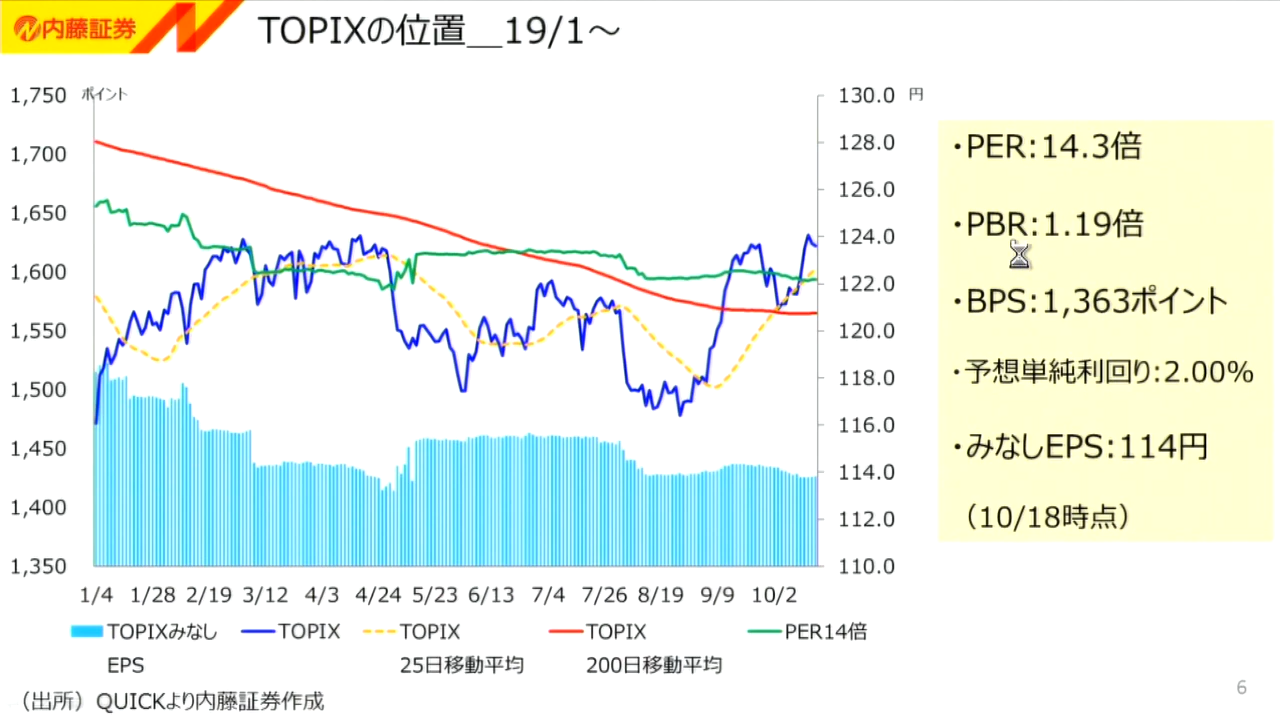 内藤証券
TOPIXの位置__19/1～
ポイント
円
1,750
1,700
1,650
1,600
1,550
1,500
1,450
1,400
1,350
130.0
128.0
126.0
124.0
122.0
120.0
118.0
116.0
114.0
112.0
110.0
1/4 1/28 2/19 3/12 4/3 4/24 5/23 6/13 7/4 7/26 8/19 9/9 10/2
TOPIXみなし
EPS
TOPIX
TOPIX
25日移動平均
TOPIX
200日移動平均
PER14倍
・PER:14.3倍
・PBR:1.19倍
・BPS:1,363ポイント
・予想単純利回り:2.00%
・みなしEPS:114円
（10/18時点）
（出所）QUICKより内藤証券作成
6